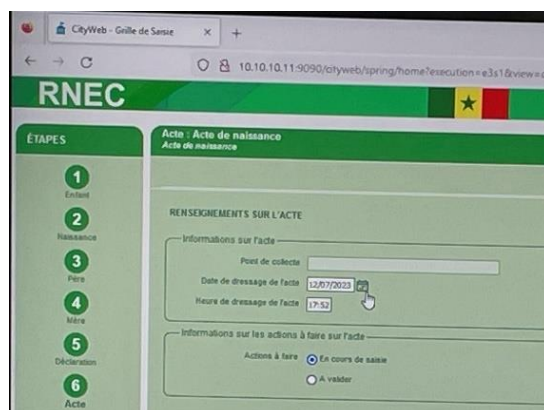 CityWeb - Grille de Saisie
10.10.10.11:9090/cityweb/spring/home?execution=e3s1&view=
RNEC
ÉTAPES
1
Enfant
2
Naissance
3
Père
4
Mère
5
Déclaration
6
Acte
Acte : Acte de naissance
Acte de naissance
RENSEIGNEMENTS SUR L'ACTE
Informations sur l'acte
Point de collecte
Date de dressage de l'acte 12/07/2023
Heure de dressage de l'acte 17:52
Informations sur les actions à faire sur l'acte
Actions à faire En cours de saisie
A valider